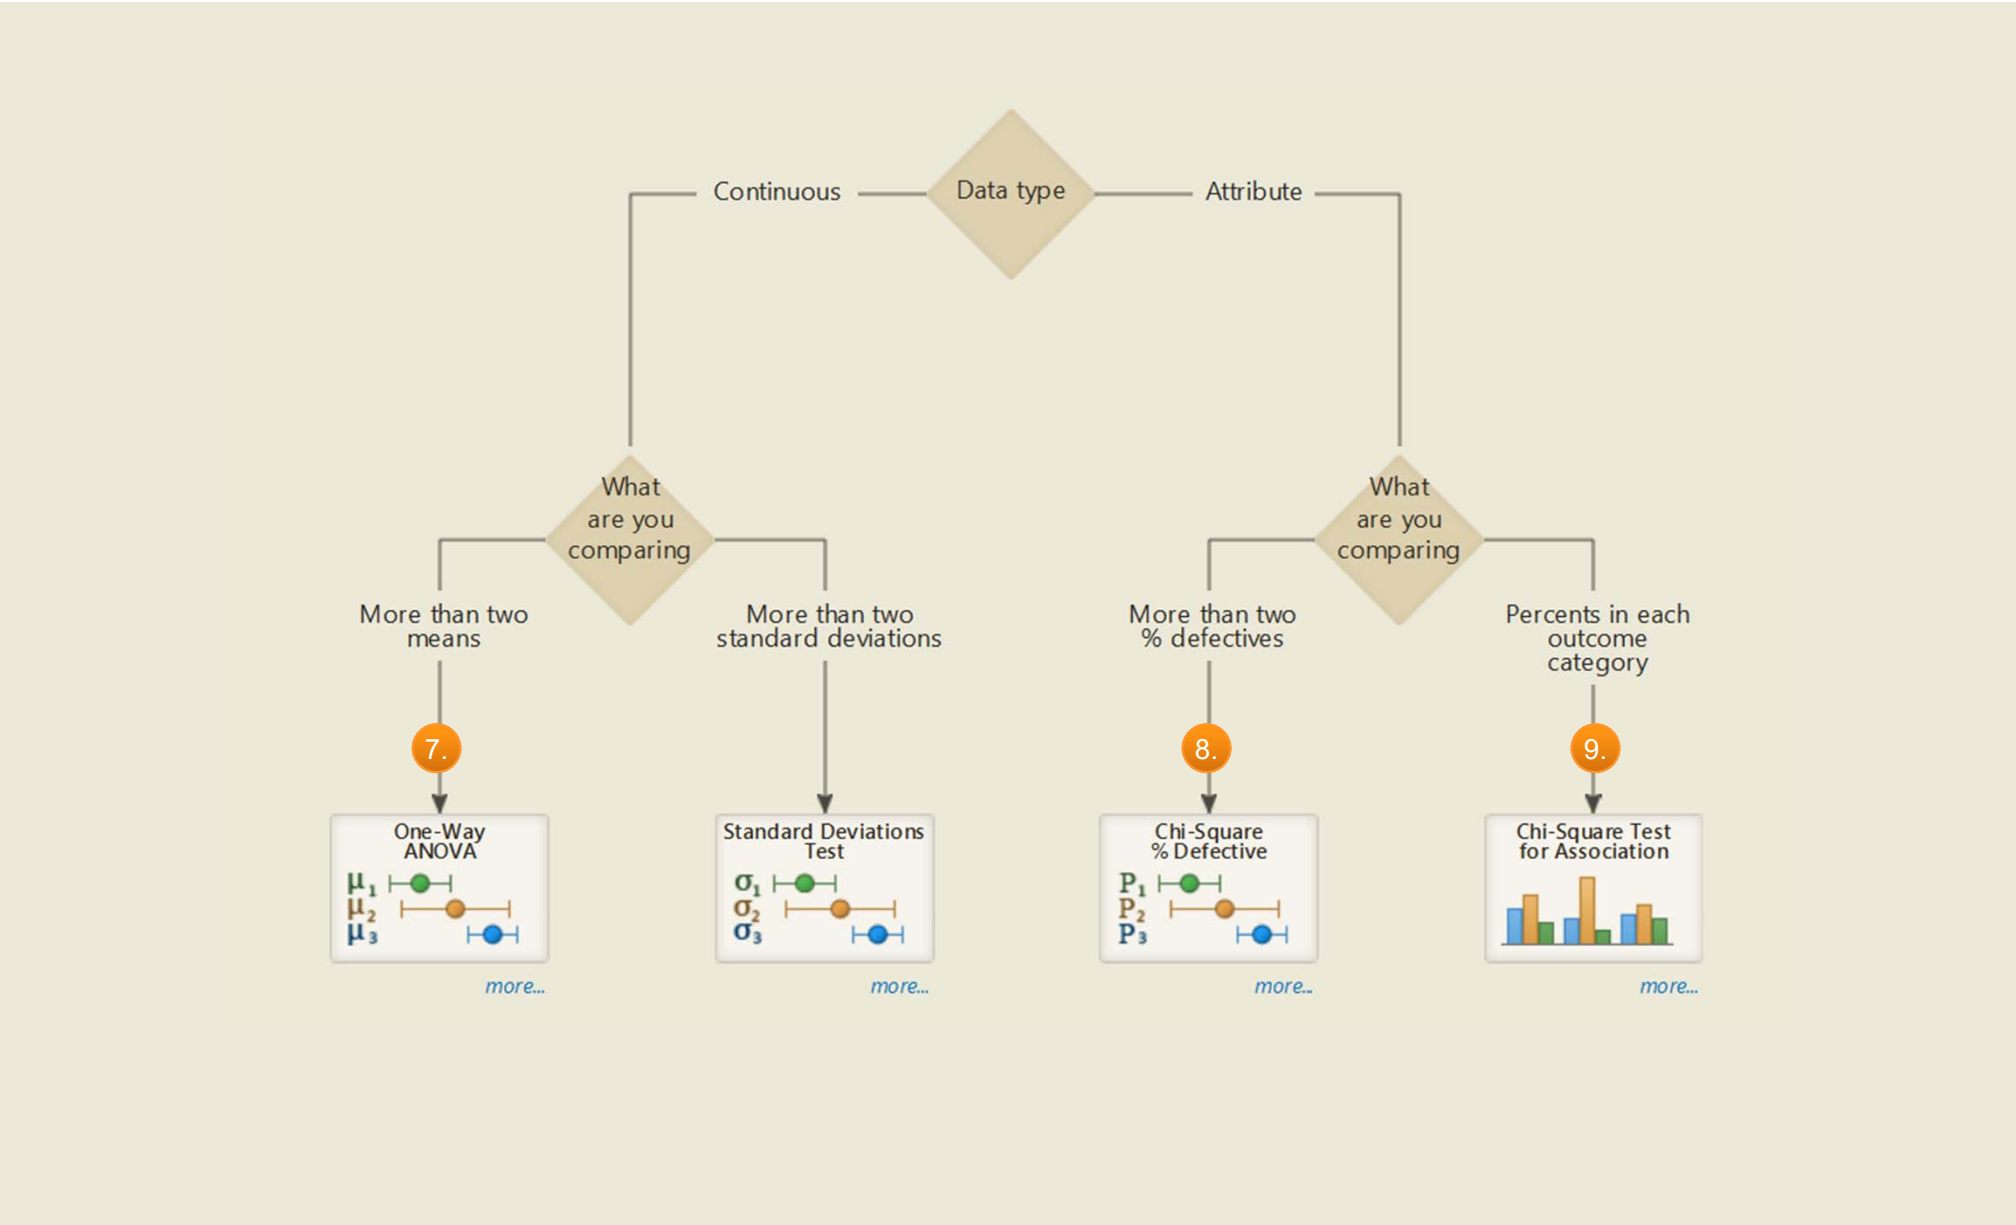 Data type
Continuous
Attribute
What
are you
comparing
What
are you
comparing
More than two
means
More than two
standard deviations
More than two
% defectives
Percents in each
outcome
category
7.
8.
9.
One-Way
ANOVA
μ1
μ2
μ3
Standard Deviations
Test
σ1
σ2
σ3
Chi-Square
% Defective
P1
P2
P3
Chi-Square Test
for Association
more...
more...
more...
more...